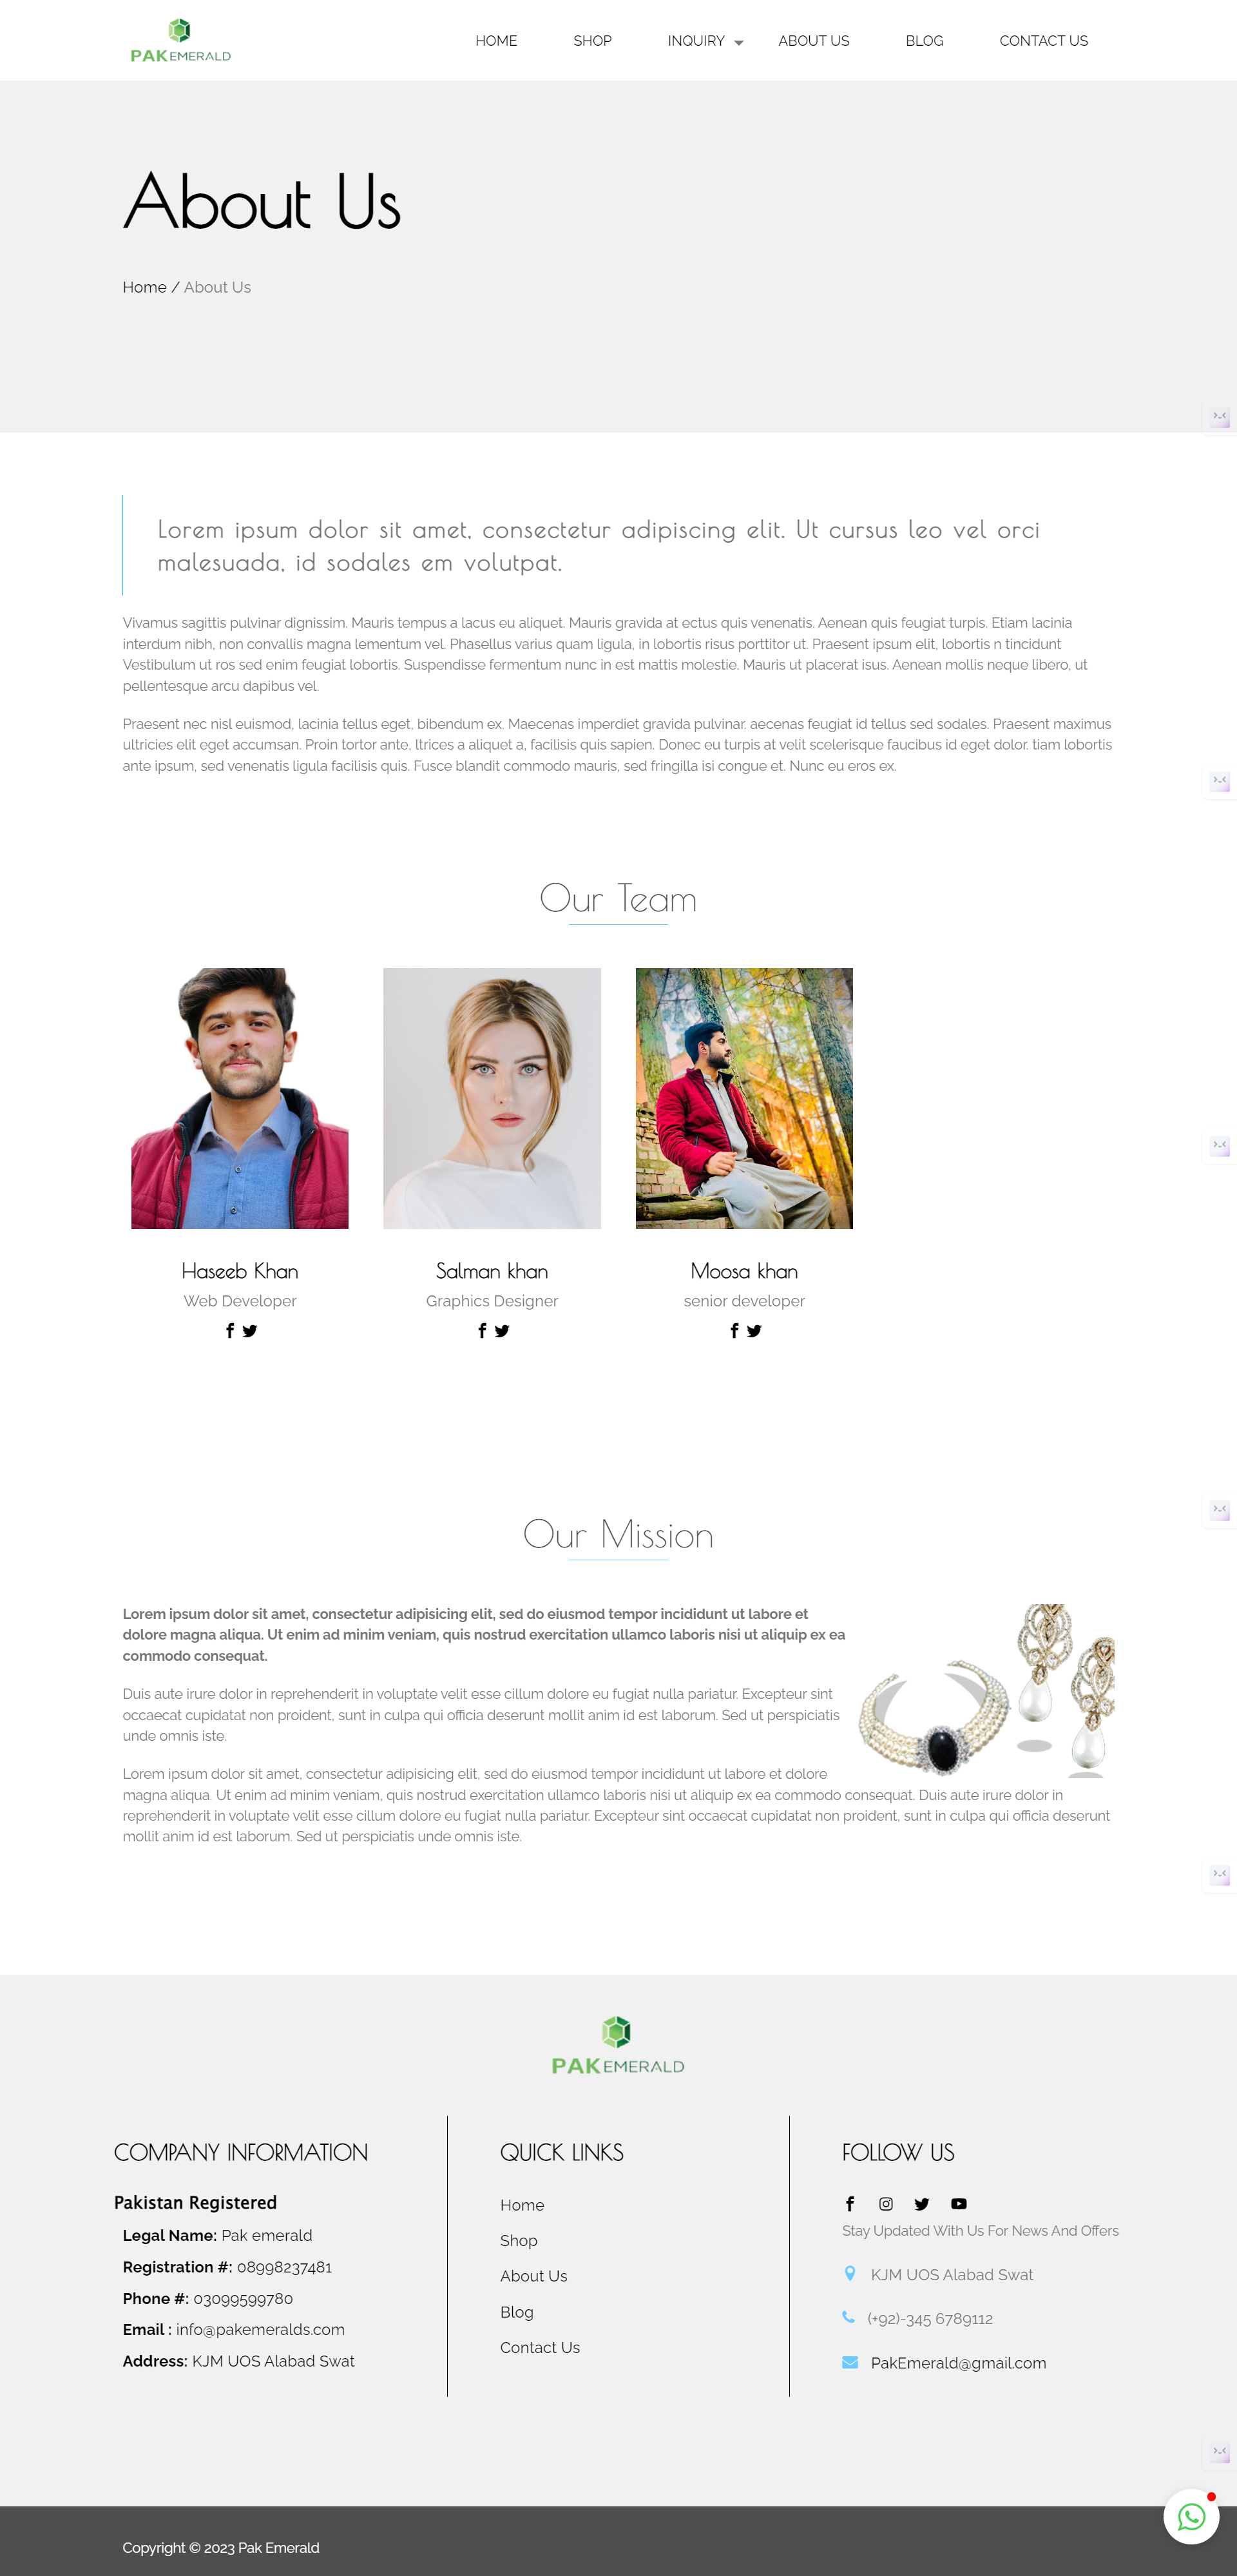 PAK EMERALD
HOME SHOP INQUIRY ABOUT US BLOG CONTACT US
About Us
Home / About Us
Lorem ipsum dolor sit amet, consectetur adipiscing elit. Ut cursus leo vel orci
malesuada, id sodales em volutpat.
Vivamus sagittis pulvinar dignissim. Mauris tempus a lacus eu aliquet. Mauris gravida at ectus quis venenatis. Aenean quis feugiat turpis. Etiam lacinia
interdum nibh, non convallis magna lementum vel. Phasellus varius quam ligula, in lobortis risus porttitor ut. Praesent ipsum elit, lobortis n tincidunt
Vestibulum ut ros sed enim feugiat lobortis. Suspendisse fermentum nunc in est mattis molestie. Mauris ut placerat isus. Aenean mollis neque libero, ut
pellentesque arcu dapibus vel.
Praesent nec nisl euismod, lacinia tellus eget, bibendum ex. Maecenas imperdiet gravida pulvinar. aecenas feugiat id tellus sed sodales. Praesent maximus
ultricies elit eget accumsan. Proin tortor ante, ltrices a aliquet a, facilisis quis sapien. Donec eu turpis at velit scelerisque faucibus id eget dolor. tiam lobortis
ante ipsum, sed venenatis ligula facilisis quis. Fusce blandit commodo mauris, sed fringilla isi congue et. Nunc eu eros ex.
Our Team
Haseeb Khan
Web Developer
Salman khan
Graphics Designer
Moosa khan
senior developer
Our Mission
Lorem ipsum dolor sit amet, consectetur adipisicing elit, sed do eiusmod tempor incididunt ut labore et
dolore magna aliqua. Ut enim ad minim veniam, quis nostrud exercitation ullamco laboris nisi ut aliquip ex ea
commodo consequat.
Duis aute irure dolor in reprehenderit in voluptate velit esse cillum dolore eu fugiat nulla pariatur. Excepteur sint
occaecat cupidatat non proident, sunt in culpa qui officia deserunt mollit anim id est laborum. Sed ut perspiciatis
unde omnis iste.
Lorem ipsum dolor sit amet, consectetur adipisicing elit, sed do eiusmod tempor incididunt ut labore et dolore
magna aliqua. Ut enim ad minim veniam, quis nostrud exercitation ullamco laboris nisi ut aliquip ex ea commodo consequat. Duis aute irure dolor in
reprehenderit in voluptate velit esse cillum dolore eu fugiat nulla pariatur. Excepteur sint occaecat cupidatat non proident, sunt in culpa qui officia deserunt
mollit anim id est laborum. Sed ut perspiciatis unde omnis iste.
PAK EMERALD
COMPANY INFORMATION
Pakistan Registered
Legal Name: Pak emerald
Registration #: 08998237481
Phone #: 03099599780
Email : info@pakemeralds.com
Address: KJM UOS Alabad Swat
QUICK LINKS
Home
Shop
About Us
Blog
Contact Us
FOLLOW US
Stay Updated With Us For News And Offers
KJM UOS Alabad Swat
(+92)-345 6789112
PakEmerald@gmail.com
Copyright © 2023 Pak Emerald